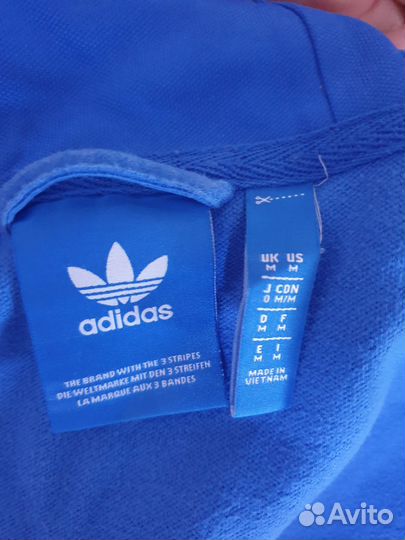 adidas
THE BRAND WITH THE 3 STRIPES
DIE WELTMARKE MIT DEN 3 STREIFEN
LA MARQUE AUX 3 BANDES
UK US
M M
J CDN
O M/M
D F
M M
E I
M M
MADE IN
VIETNAM
Avito